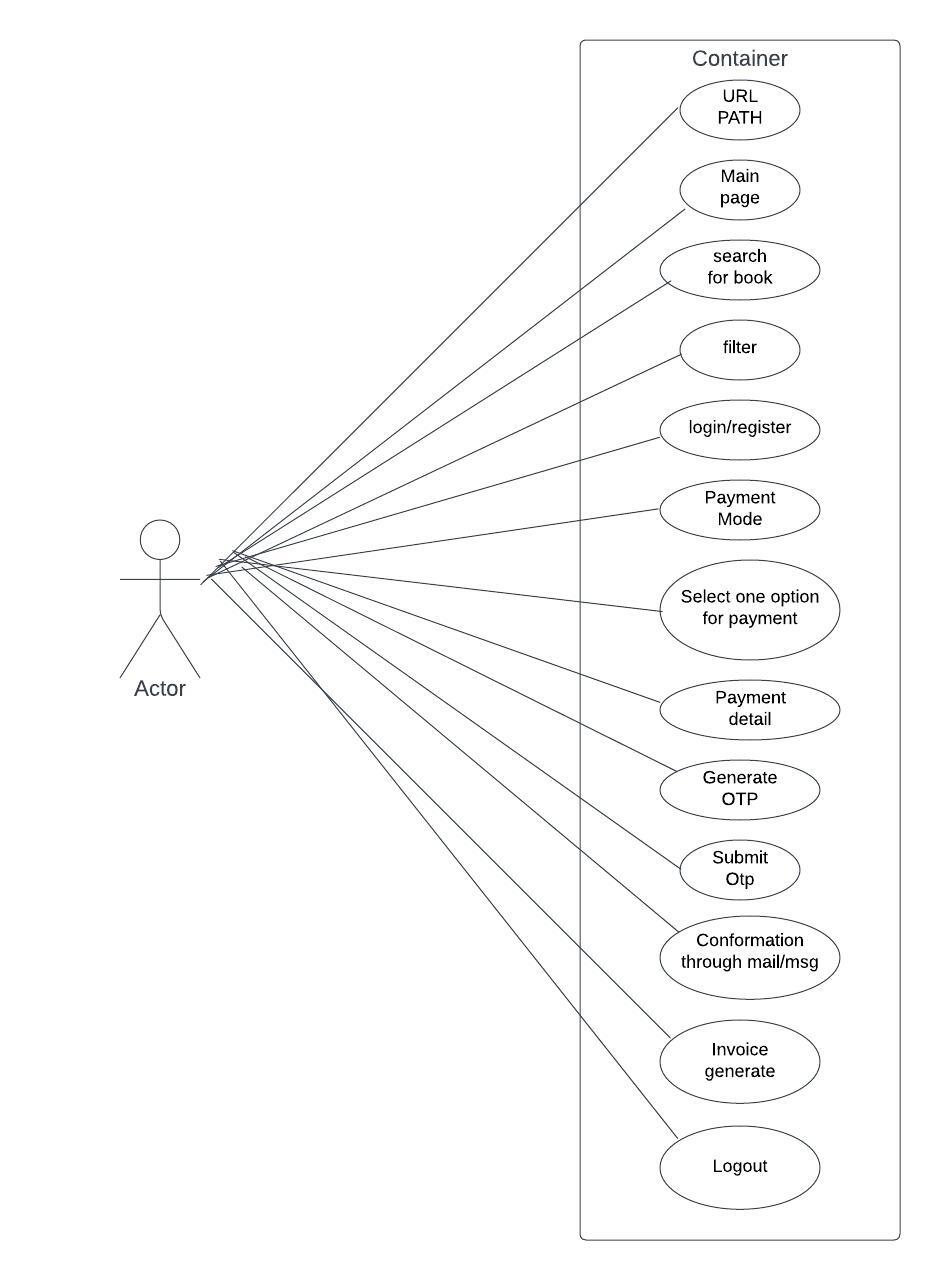 Container
URL
PATH
Main
page
search
for book
filter
login/register
Payment
Mode
Select one option
for payment
Actor
Payment
detail
Generate
OTP
Submit
Otp
Conformation
through mail/msg
Invoice
generate
Logout